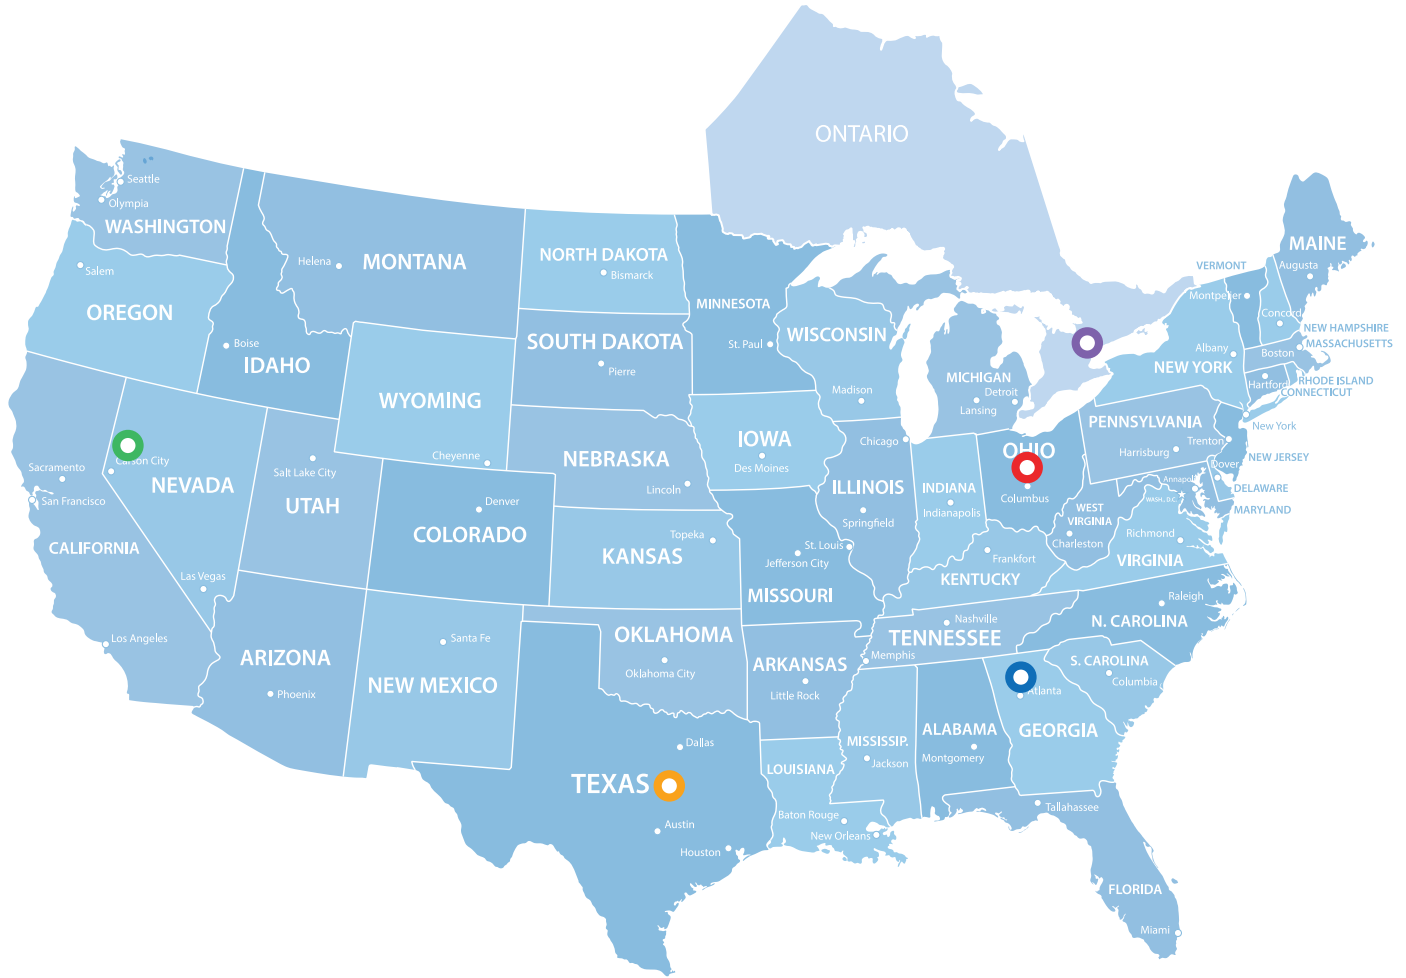 ONTARIO
Seattle
Olympia
WASHINGTON
MAINE
Augusta
Helena
MONTANA
NORTH DAKOTA
Bismarck
Salem
OREGON
VERMONT
Montpelier
MINNESOTA
St. Paul
WISCONSIN
Madison
Concord
NEW HAMPSHIRE
MASSACHUSETTS
Boston
Albany
NEW YORK
Boise
IDAHO
SOUTH DAKOTA
Pierre
MICHIGAN
Detroit
Lansing
Hartford
RHODE ISLAND
CONNECTICUT
WYOMING
Cheyenne
PENNSYLVANIA
Harrisburg
New York
Trenton
NEW JERSEY
IOWA
Des Moines
Chicago
OHIO
Columbus
Carson City
NEVADA
Las Vegas
Sacramento
San Francisco
CALIFORNIA
Los Angeles
Salt Lake City
UTAH
NEBRASKA
Lincoln
Denver
COLORADO
ILLINOIS
Springfield
INDIANA
Indianapolis
Dover
Annapolis
DELAWARE
WASH., D.C.
MARYLAND
WEST
VIRGINIA
Charleston
Richmond
VIRGINIA
Topeka
KANSAS
St. Louis
Jefferson City
MISSOURI
Frankfort
KENTUCKY
Raleigh
N. CAROLINA
Nashville
TENNESSEE
Memphis
Santa Fe
NEW MEXICO
ARIZONA
Phoenix
OKLAHOMA
Oklahoma City
ARKANSAS
Little Rock
S. CAROLINA
Columbia
Atlanta
GEORGIA
ALABAMA
Montgomery
MISSISSIP.
Jackson
LOUISIANA
Baton Rouge
New Orleans
Dallas
TEXAS
Austin
Houston
Tallahassee
FLORIDA
Miami